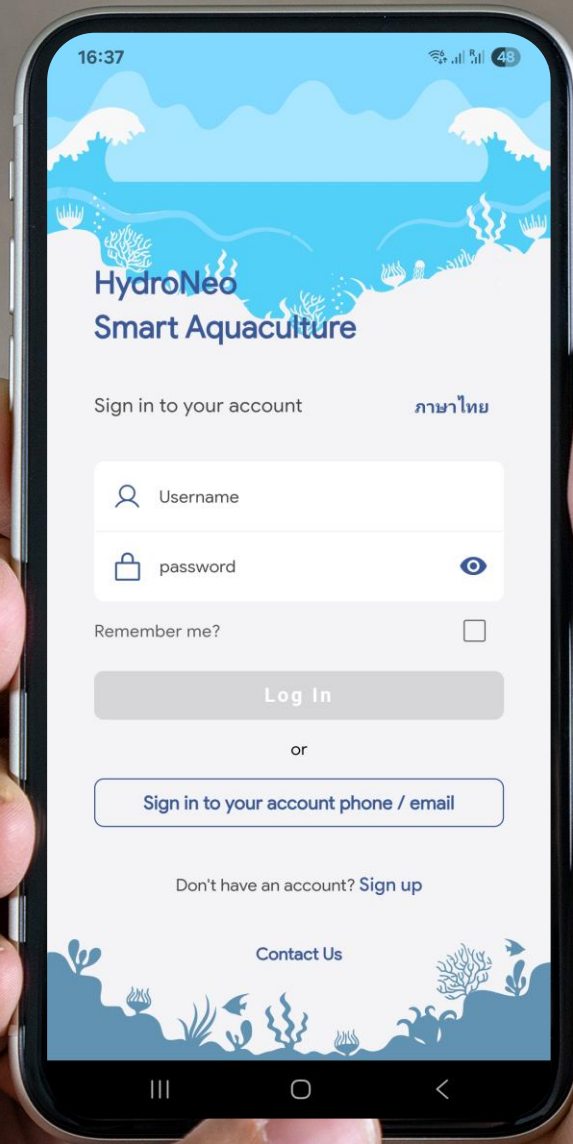 16:37
48
HydroNeo
Smart Aquaculture
Sign in to your account
ภาษาไทย
Username
password
Remember me?
Log In
or
Sign in to your account phone / email
Don't have an account? Sign up
Contact Us